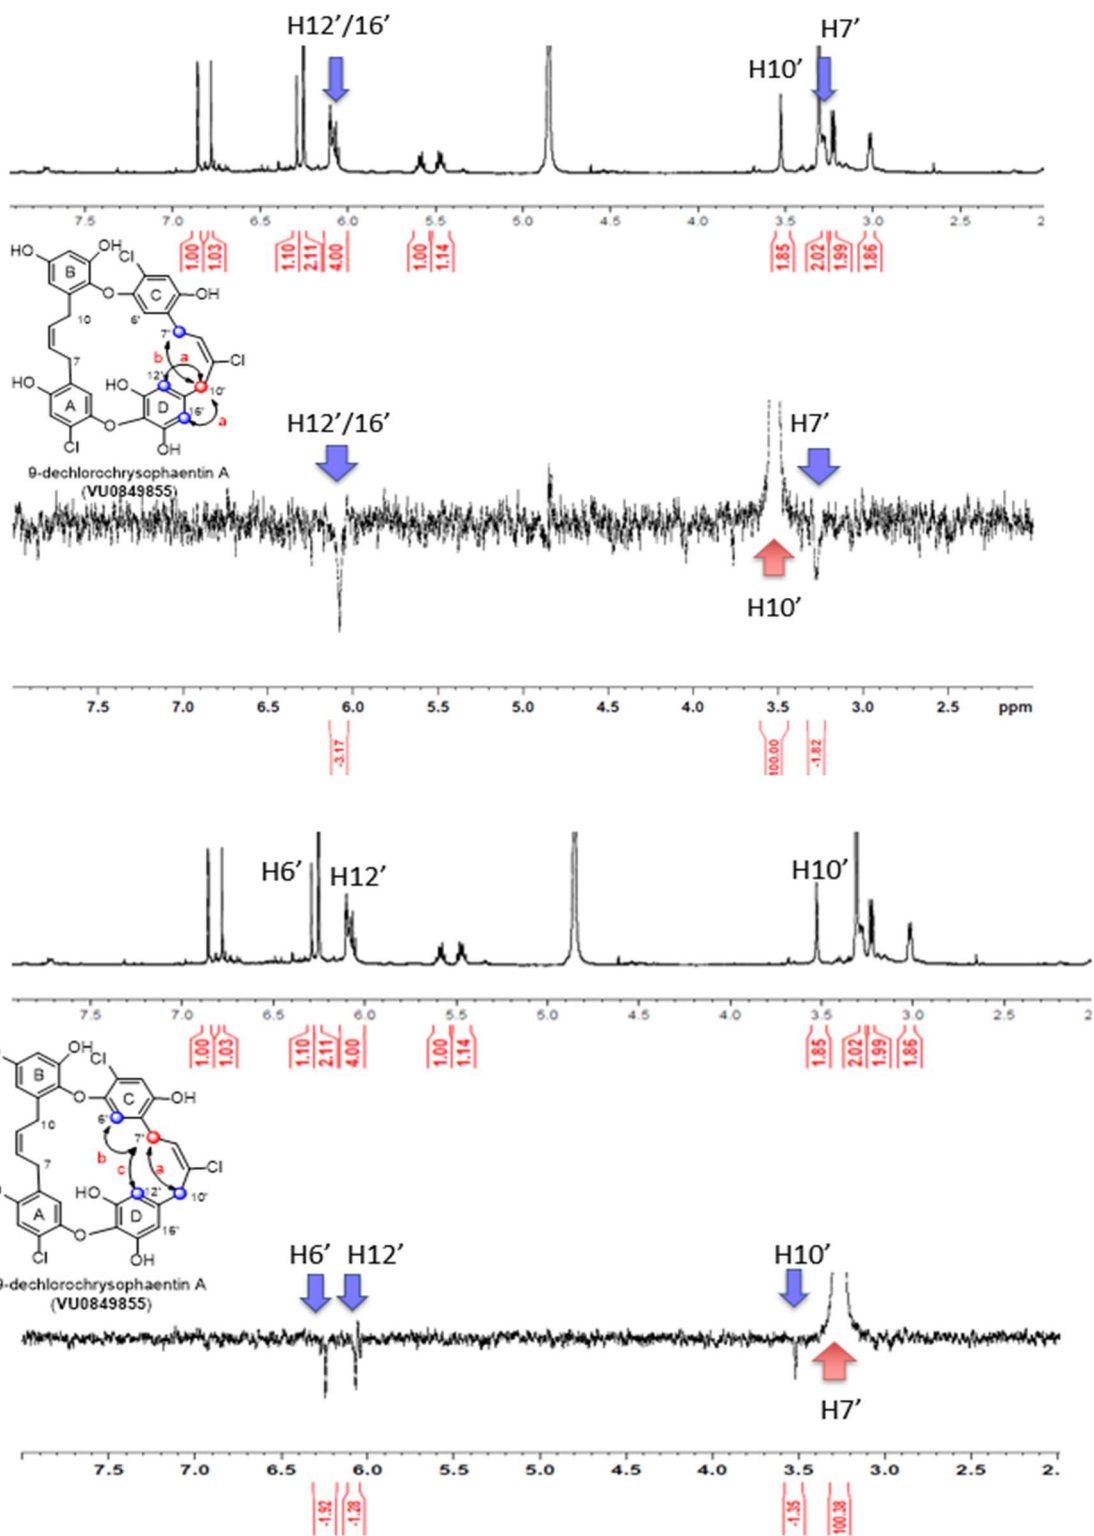 H12’/16’ H7’
H10’
7.5 7.0 6.5 6.0 5.5 5.0 4.5 4.0 3.5 3.0 2.5 2
1.00 1.03 1.10 2.11 4.00 1.00 1.14 1.85 2.02 1.99 1.86
HO OH Cl
B C OH
O 6'
10 7'
b a Cl
7 12' 10'
HO HO D 16' a
A O
Cl OH
9-dechlorochrysophaentin A
(VU0849855)
H12’/16’ H7’
H10’
7.5 7.0 6.5 6.0 5.5 5.0 4.5 4.0 3.5 3.0 2.5 ppm
-3.17 100.00 -1.82
H6’ H12’ H10’
7.5 7.0 6.5 6.0 5.5 5.0 4.5 4.0 3.5 3.0 2
1.00 1.03 1.10 2.11 4.00 1.00 1.14 1.85 2.02 1.99 1.86
OH Cl
B C OH
O 6'
10 7'
b c a Cl
7 HO 12' 10'
A O D 16'
Cl OH
9-dechlorochrysophaentin A
(VU0849855)
H6’ H12’ H10’
H7’
7.5 7.0 6.5 6.0 5.5 5.0 4.5 4.0 3.5 3.0 2.5 2.
-1.92 -1.28 -1.35 100.38